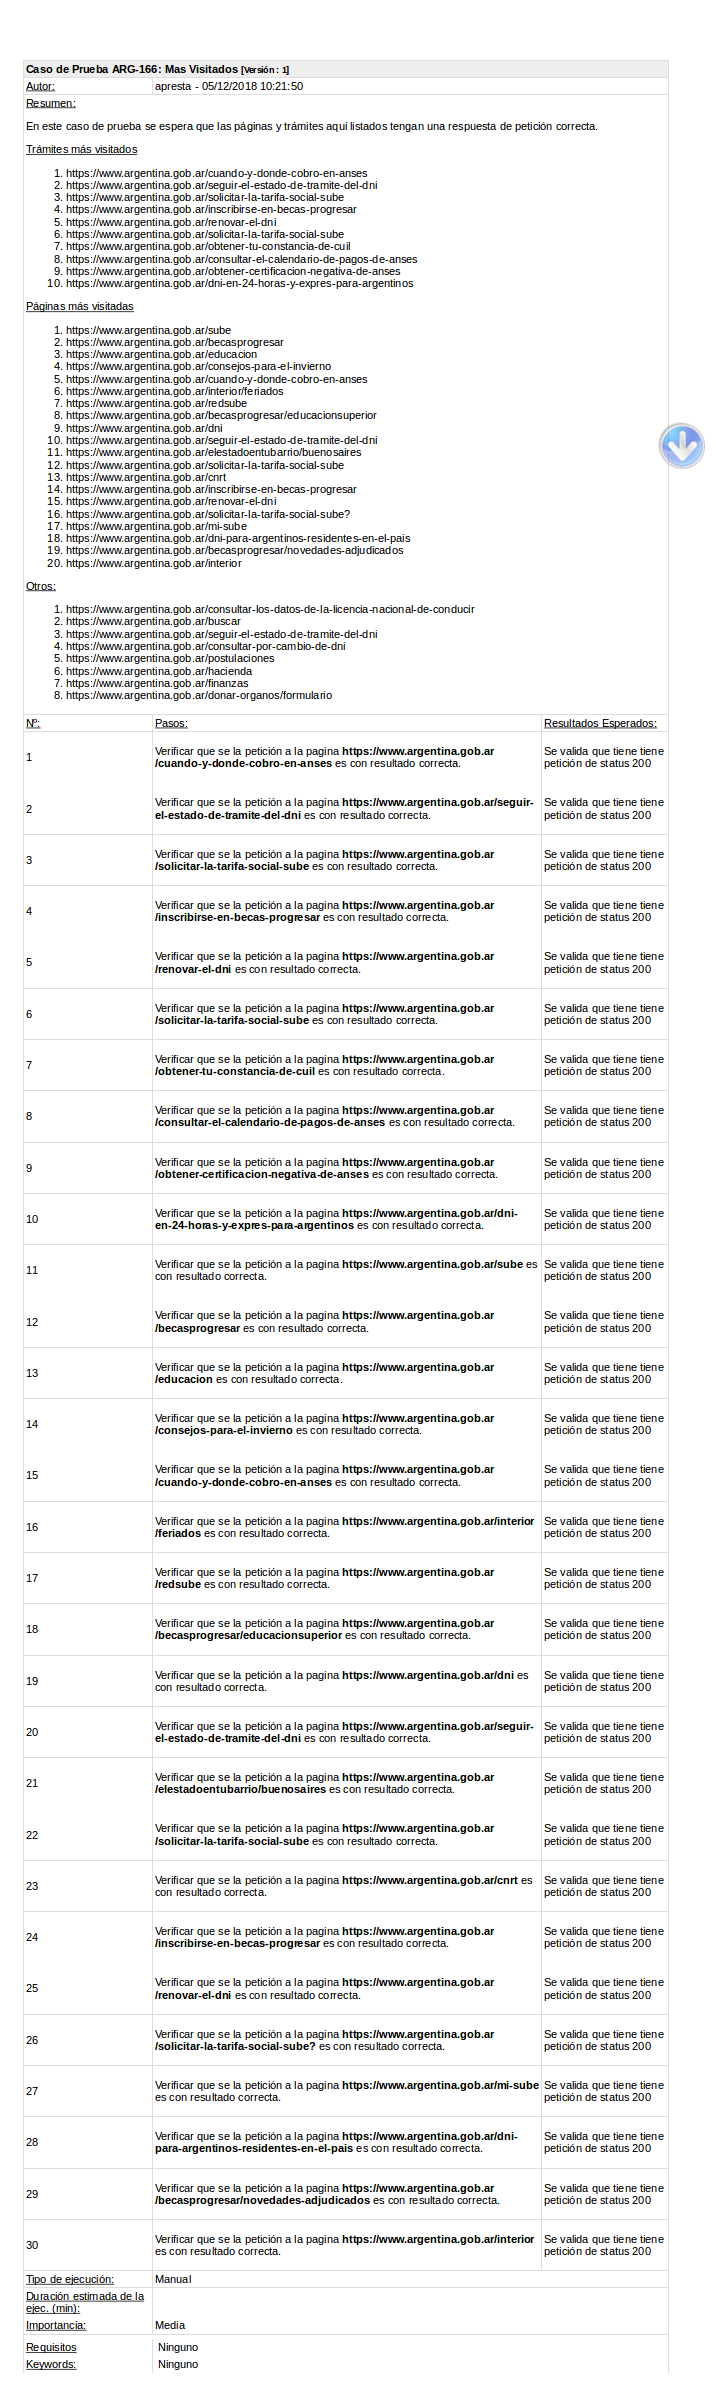 Caso de Prueba ARG-166: Mas Visitados [Versión : 1]
Autor: apresta - 05/12/2018 10:21:50
Resumen:
En este caso de prueba se espera que las páginas y trámites aqui listados tengan una respuesta de petición correcta.
Trámites más visitados
1. https://www.argentina.gob.ar/cuando-y-donde-cobro-en-anses
2. https://www.argentina.gob.ar/seguir-el-estado-de-tramite-del-dni
3. https://www.argentina.gob.ar/solicitar-la-tarifa-social-sube
4. https://www.argentina.gob.ar/inscribirse-en-becas-progresar
5. https://www.argentina.gob.ar/renovar-el-dni
6. https://www.argentina.gob.ar/solicitar-la-tarifa-social-sube
7. https://www.argentina.gob.ar/obtener-tu-constancia-de-cuil
8. https://www.argentina.gob.ar/consultar-el-calendario-de-pagos-de-anses
9. https://www.argentina.gob.ar/obtener-certificacion-negativa-de-anses
10. https://www.argentina.gob.ar/dni-en-24-horas-y-expres-para-argentinos
Páginas más visitadas
1. https://www.argentina.gob.ar/sube
2. https://www.argentina.gob.ar/becasprogresar
3. https://www.argentina.gob.ar/educacion
4. https://www.argentina.gob.ar/consejos-para-el-invierno
5. https://www.argentina.gob.ar/cuando-y-donde-cobro-en-anses
6. https://www.argentina.gob.ar/interior/feriados
7. https://www.argentina.gob.ar/redsube
8. https://www.argentina.gob.ar/becasprogresar/educacionsuperior
9. https://www.argentina.gob.ar/dni
10. https://www.argentina.gob.ar/seguir-el-estado-de-tramite-del-dni
11. https://www.argentina.gob.ar/elestadoentubarrio/buenosaires
12. https://www.argentina.gob.ar/solicitar-la-tarifa-social-sube
13. https://www.argentina.gob.ar/cnrt
14. https://www.argentina.gob.ar/inscribirse-en-becas-progresar
15. https://www.argentina.gob.ar/renovar-el-dni
16. https://www.argentina.gob.ar/solicitar-la-tarifa-social-sube?
17. https://www.argentina.gob.ar/mi-sube
18. https://www.argentina.gob.ar/dni-para-argentinos-residentes-en-el-pais
19. https://www.argentina.gob.ar/becasprogresar/novedades-adjudicados
20. https://www.argentina.gob.ar/interior
Otros:
1. https://www.argentina.gob.ar/consultar-los-datos-de-la-licencia-nacional-de-conducir
2. https://www.argentina.gob.ar/buscar
3. https://www.argentina.gob.ar/seguir-el-estado-de-tramite-del-dni
4. https://www.argentina.gob.ar/consultar-por-cambio-de-dni
5. https://www.argentina.gob.ar/postulaciones
6. https://www.argentina.gob.ar/hacienda
7. https://www.argentina.gob.ar/finanzas
8. https://www.argentina.gob.ar/donar-organos/formulario
Nº: Pasos: Resultados Esperados:
1
Verificar que se la petición a la pagina https://www.argentina.gob.ar
/cuando-y-donde-cobro-en-anses es con resultado correcta.
Se valida que tiene tiene
petición de status 200
2
Verificar que se la petición a la pagina https://www.argentina.gob.ar/seguir-
el-estado-de-tramite-del-dni es con resultado correcta.
Se valida que tiene tiene
petición de status 200
3
Verificar que se la petición a la pagina https://www.argentina.gob.ar
/solicitar-la-tarifa-social-sube es con resultado correcta.
Se valida que tiene tiene
petición de status 200
4
Verificar que se la petición a la pagina https://www.argentina.gob.ar
/inscribirse-en-becas-progresar es con resultado correcta.
Se valida que tiene tiene
petición de status 200
5
Verificar que se la petición a la pagina https://www.argentina.gob.ar
/renovar-el-dni es con resultado correcta.
Se valida que tiene tiene
petición de status 200
6
Verificar que se la petición a la pagina https://www.argentina.gob.ar
/solicitar-la-tarifa-social-sube es con resultado correcta.
Se valida que tiene tiene
petición de status 200
7
Verificar que se la petición a la pagina https://www.argentina.gob.ar
/obtener-tu-constancia-de-cuil es con resultado correcta.
Se valida que tiene tiene
petición de status 200
8
Verificar que se la petición a la pagina https://www.argentina.gob.ar
/consultar-el-calendario-de-pagos-de-anses es con resultado correcta.
Se valida que tiene tiene
petición de status 200
9
Verificar que se la petición a la pagina https://www.argentina.gob.ar
/obtener-certificacion-negativa-de-anses es con resultado correcta.
Se valida que tiene tiene
petición de status 200
10
Verificar que se la petición a la pagina https://www.argentina.gob.ar/dni-
en-24-horas-y-expres-para-argentinos es con resultado correcta.
Se valida que tiene tiene
petición de status 200
11
Verificar que se la petición a la pagina https://www.argentina.gob.ar/sube es
con resultado correcta.
Se valida que tiene tiene
petición de status 200
12
Verificar que se la petición a la pagina https://www.argentina.gob.ar
/becasprogresar es con resultado correcta.
Se valida que tiene tiene
petición de status 200
13
Verificar que se la petición a la pagina https://www.argentina.gob.ar
/educacion es con resultado correcta.
Se valida que tiene tiene
petición de status 200
14
Verificar que se la petición a la pagina https://www.argentina.gob.ar
/consejos-para-el-invierno es con resultado correcta.
Se valida que tiene tiene
petición de status 200
15
Verificar que se la petición a la pagina https://www.argentina.gob.ar
/cuando-y-donde-cobro-en-anses es con resultado correcta.
Se valida que tiene tiene
petición de status 200
16
Verificar que se la petición a la pagina https://www.argentina.gob.ar/interior
/feriados es con resultado correcta.
Se valida que tiene tiene
petición de status 200
17
Verificar que se la petición a la pagina https://www.argentina.gob.ar
/redsube es con resultado correcta.
Se valida que tiene tiene
petición de status 200
18
Verificar que se la petición a la pagina https://www.argentina.gob.ar
/becasprogresar/educacionsuperior es con resultado correcta.
Se valida que tiene tiene
petición de status 200
19
Verificar que se la petición a la pagina https://www.argentina.gob.ar/dni es
con resultado correcta.
Se valida que tiene tiene
petición de status 200
20
Verificar que se la petición a la pagina https://www.argentina.gob.ar/seguir-
el-estado-de-tramite-del-dni es con resultado correcta.
Se valida que tiene tiene
petición de status 200
21
Verificar que se la petición a la pagina https://www.argentina.gob.ar
/elestadoentubarrio/buenosaires es con resultado correcta.
Se valida que tiene tiene
petición de status 200
22
Verificar que se la petición a la pagina https://www.argentina.gob.ar
/solicitar-la-tarifa-social-sube es con resultado correcta.
Se valida que tiene tiene
petición de status 200
23
Verificar que se la petición a la pagina https://www.argentina.gob.ar/cnrt es
con resultado correcta.
Se valida que tiene tiene
petición de status 200
24
Verificar que se la petición a la pagina https://www.argentina.gob.ar
/inscribirse-en-becas-progresar es con resultado correcta.
Se valida que tiene tiene
petición de status 200
25
Verificar que se la petición a la pagina https://www.argentina.gob.ar
/renovar-el-dni es con resultado correcta.
Se valida que tiene tiene
petición de status 200
26
Verificar que se la petición a la pagina https://www.argentina.gob.ar
/solicitar-la-tarifa-social-sube? es con resultado correcta.
Se valida que tiene tiene
petición de status 200
27
Verificar que se la petición a la pagina https://www.argentina.gob.ar/mi-sube
es con resultado correcta.
Se valida que tiene tiene
petición de status 200
28
Verificar que se la petición a la pagina https://www.argentina.gob.ar/dni-
para-argentinos-residentes-en-el-pais es con resultado correcta.
Se valida que tiene tiene
petición de status 200
29
Verificar que se la petición a la pagina https://www.argentina.gob.ar
/becasprogresar/novedades-adjudicados es con resultado correcta.
Se valida que tiene tiene
petición de status 200
30
Verificar que se la petición a la pagina https://www.argentina.gob.ar/interior
es con resultado correcta.
Se valida que tiene tiene
petición de status 200
Tipo de ejecución: Manual
Duración estimada de la
ejec. (min):
Importancia: Media
Requisitos Ninguno
Keywords: Ninguno